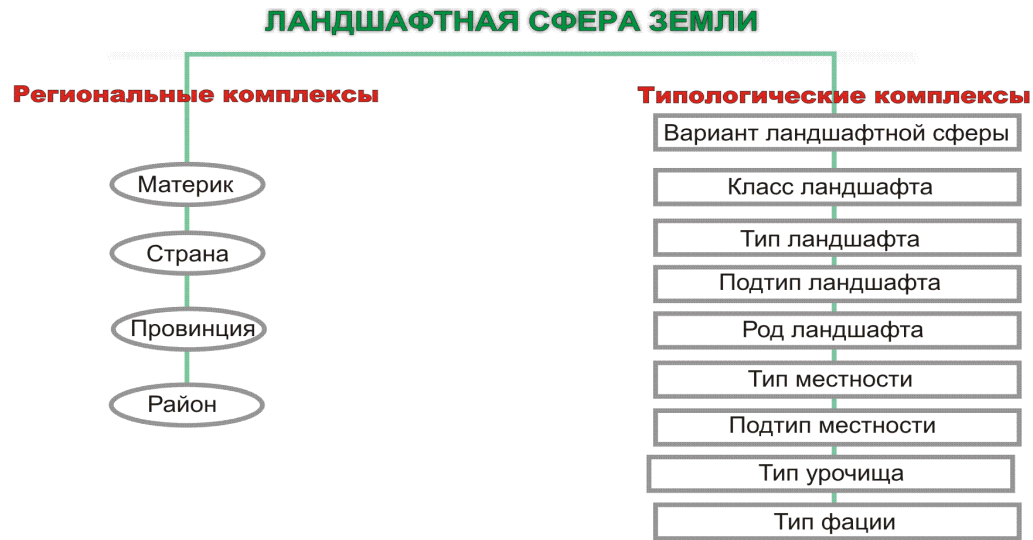 ЛАНДШАФТНАЯ СФЕРА ЗЕМЛИ
Региональные комплексы
Материк
Страна
Провинция
Район
Типологические комплексы
Вариант ландшафтной сферы
Класс ландшафта
Тип ландшафта
Подтип ландшафта
Род ландшафта
Тип местности
Подтип местности
Тип урочища
Тип фации